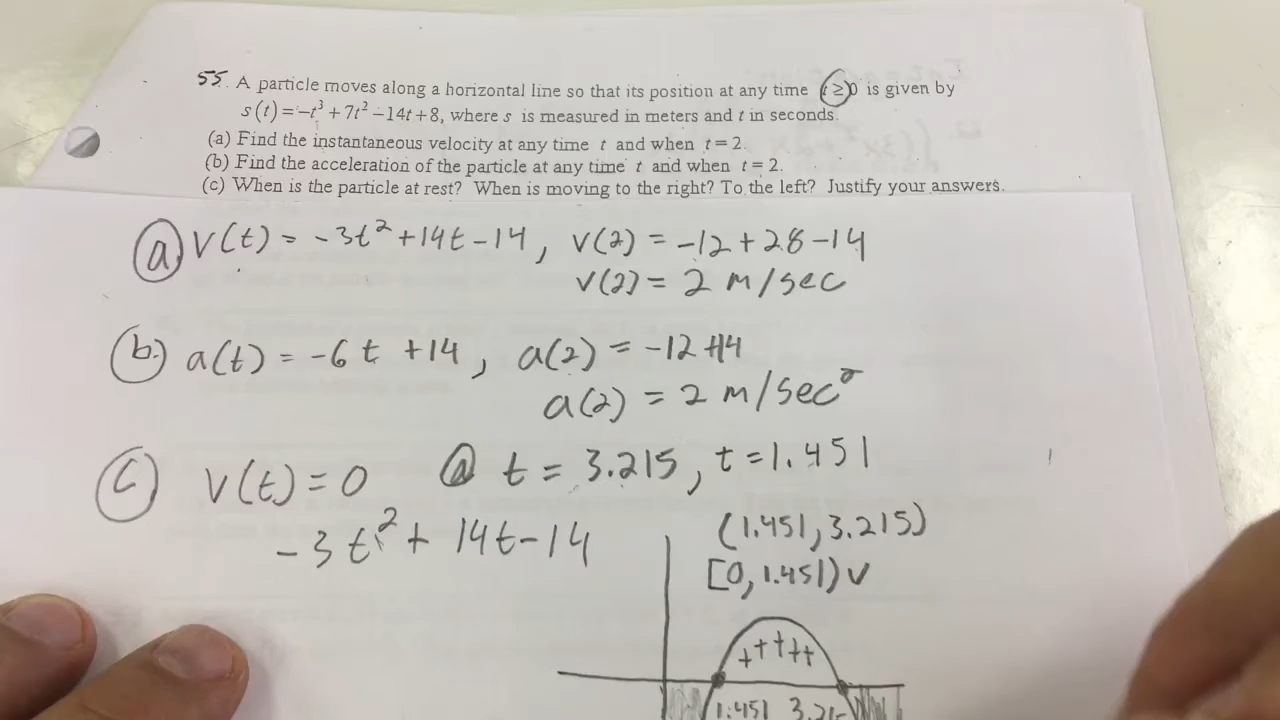 55. A particle moves along a horizontal line so that its position at any time t ≥ 0 is given by
s(t) = -t³ + 7t² - 14t + 8, where s is measured in meters and t in seconds.
(a) Find the instantaneous velocity at any time t and when t = 2.
(b) Find the acceleration of the particle at any time t and when t = 2.
(c) When is the particle at rest? When is moving to the right? To the left? Justify your answers.
a) v(t) = -3t² + 14t - 14, v(2) = -12 + 28 - 14
v(2) = 2 m/sec
b.) a(t) = -6t + 14, a(2) = -12 + 14
a(2) = 2 m/sec²
c) v(t) = 0 @ t = 3.215, t = 1.451
-3t² + 14t - 14
(1.451, 3.215)
[0, 1.451) ∨
+ + + + +
1.451 3.21